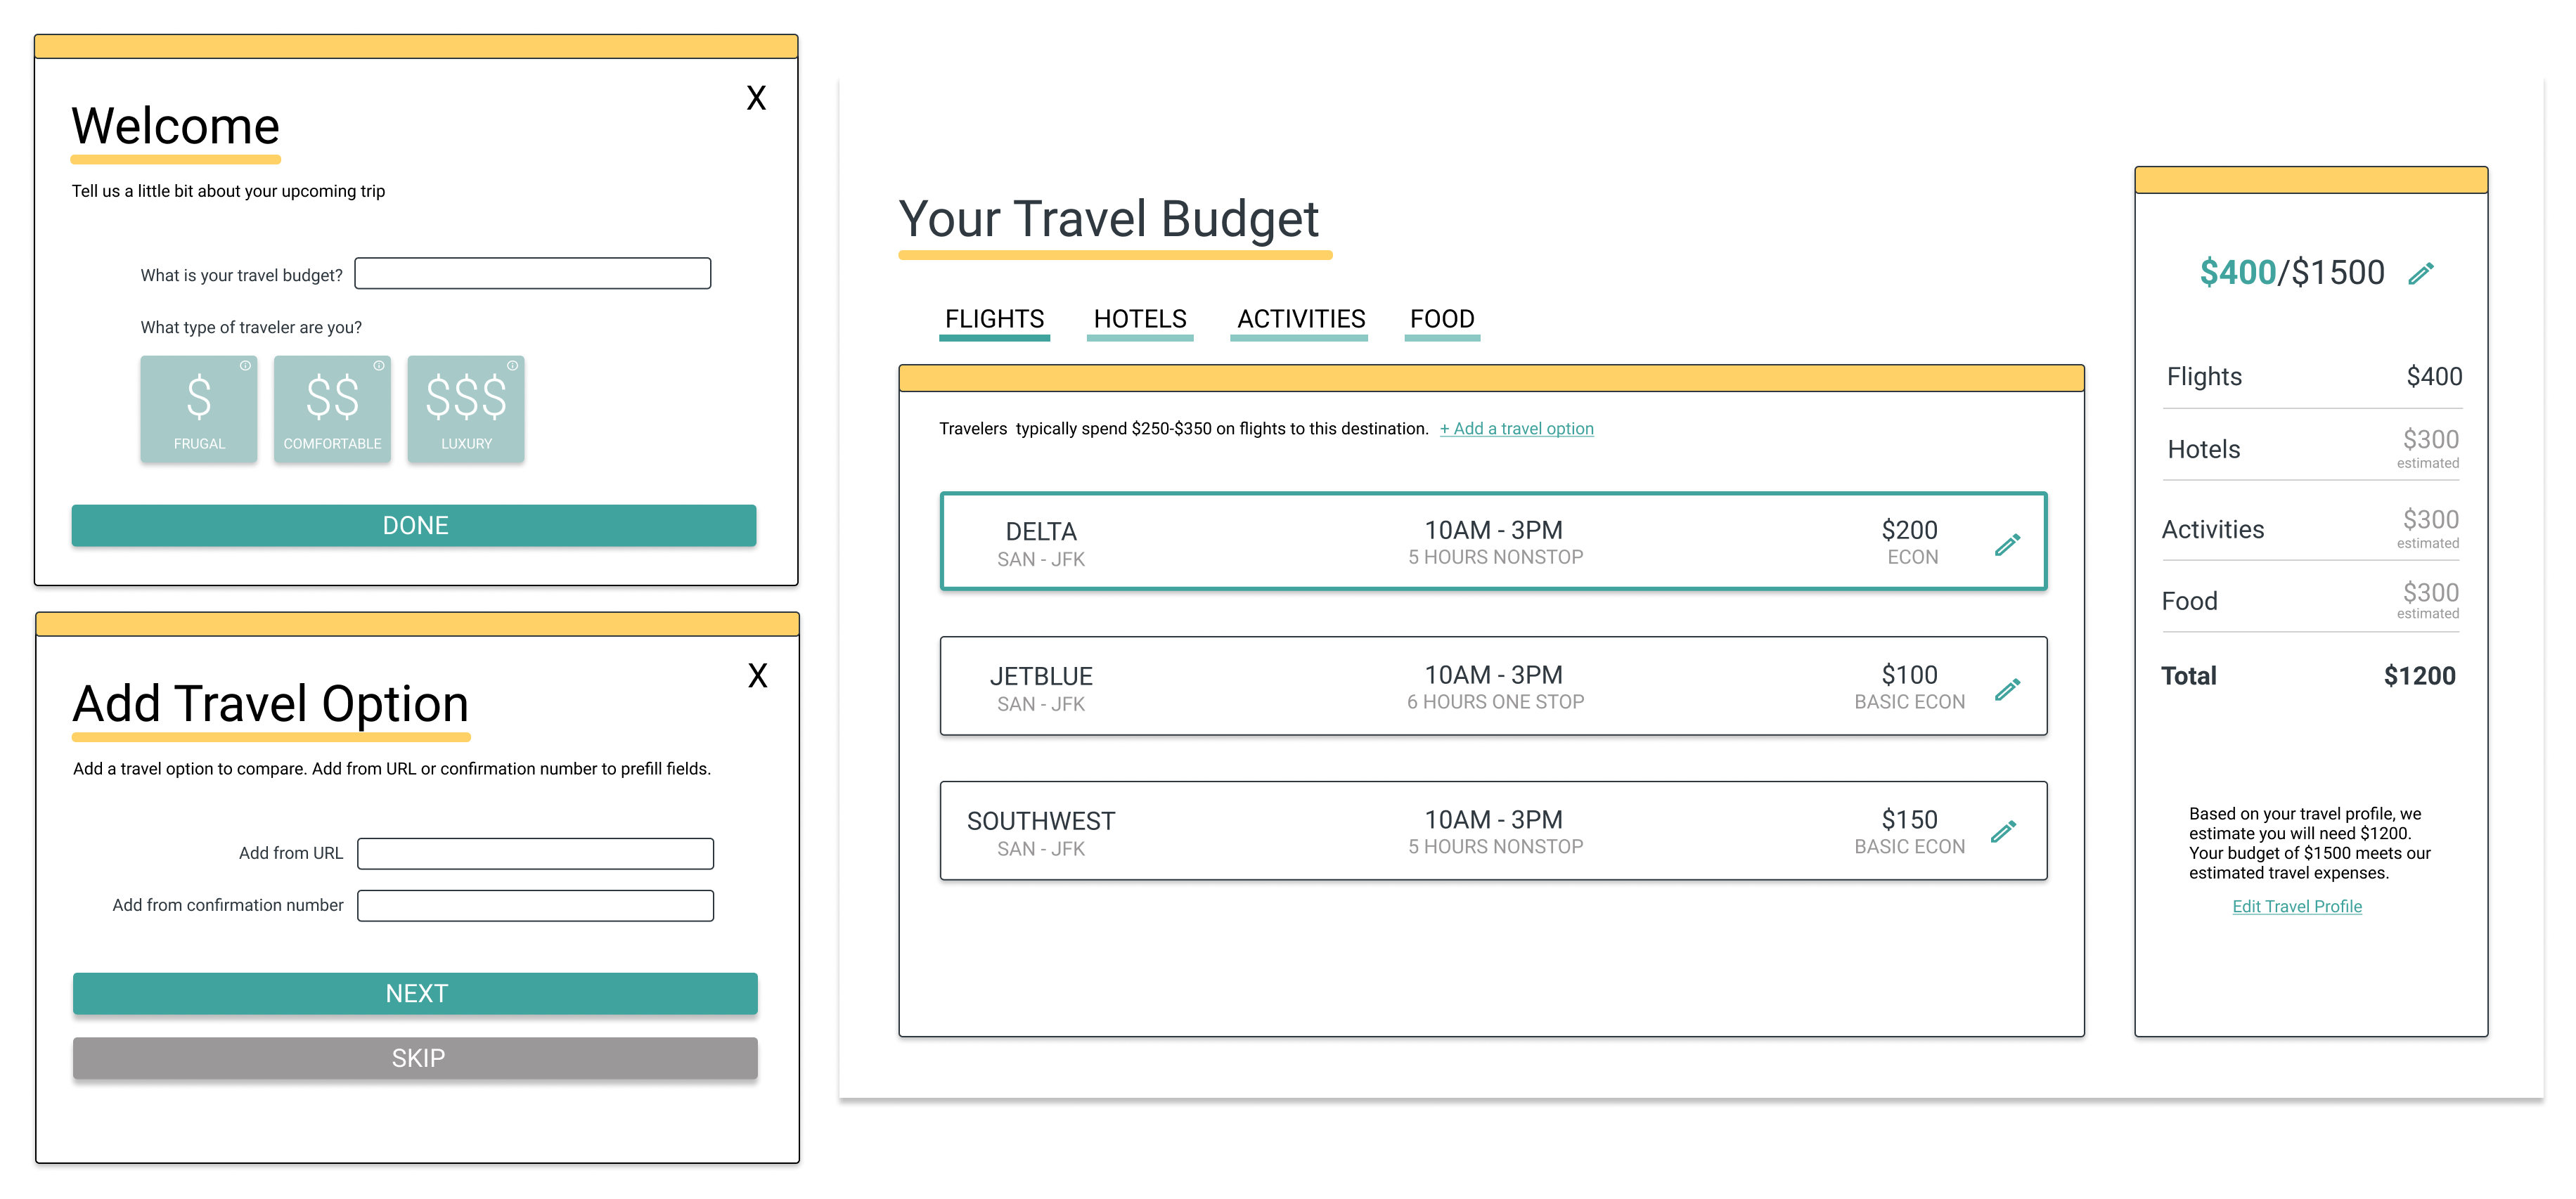 X
Welcome
Tell us a little bit about your upcoming trip
What is your travel budget?
What type of traveler are you?
$
FRUGAL
$$
COMFORTABLE
$$$
LUXURY
DONE
X
Add Travel Option
Add a travel option to compare. Add from URL or confirmation number to prefill fields.
Add from URL
Add from confirmation number
NEXT
SKIP
Your Travel Budget
FLIGHTS HOTELS ACTIVITIES FOOD
Travelers typically spend $250-$350 on flights to this destination. + Add a travel option
DELTA 10AM - 3PM $200
SAN - JFK 5 HOURS NONSTOP ECON
JETBLUE 10AM - 3PM $100
SAN - JFK 6 HOURS ONE STOP BASIC ECON
SOUTHWEST 10AM - 3PM $150
SAN - JFK 5 HOURS NONSTOP BASIC ECON
$400/$1500
Flights $400
Hotels $300
estimated
Activities $300
estimated
Food $300
estimated
Total $1200
Based on your travel profile, we
estimate you will need $1200.
Your budget of $1500 meets our
estimated travel expenses.
Edit Travel Profile